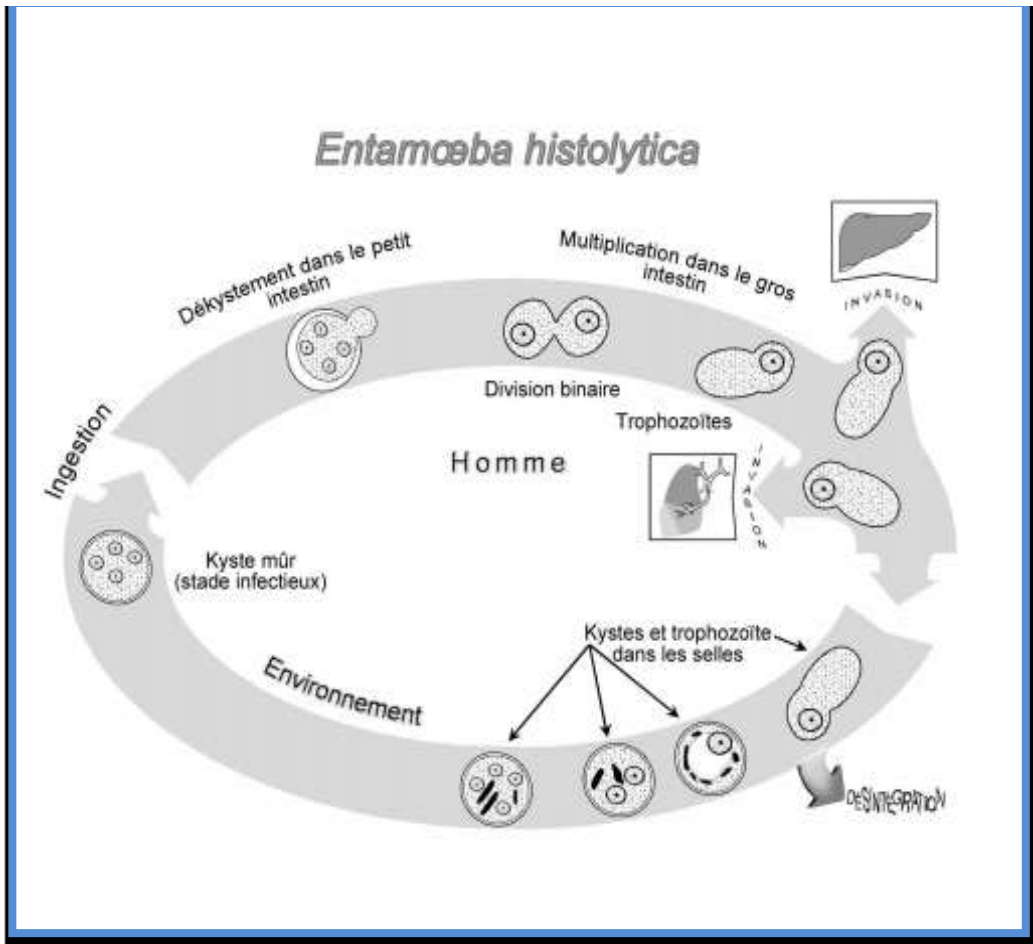 Entamœba histolytica
Dékystement dans le petit
intestin
Multiplication dans le gros
intestin
INVASION
Division binaire
Trophozoïtes
Ingestion
Homme
INVASION
Kyste mûr
(stade infectieux)
Kystes et trophozoïte
dans les selles
Environnement
DESINTEGRATION